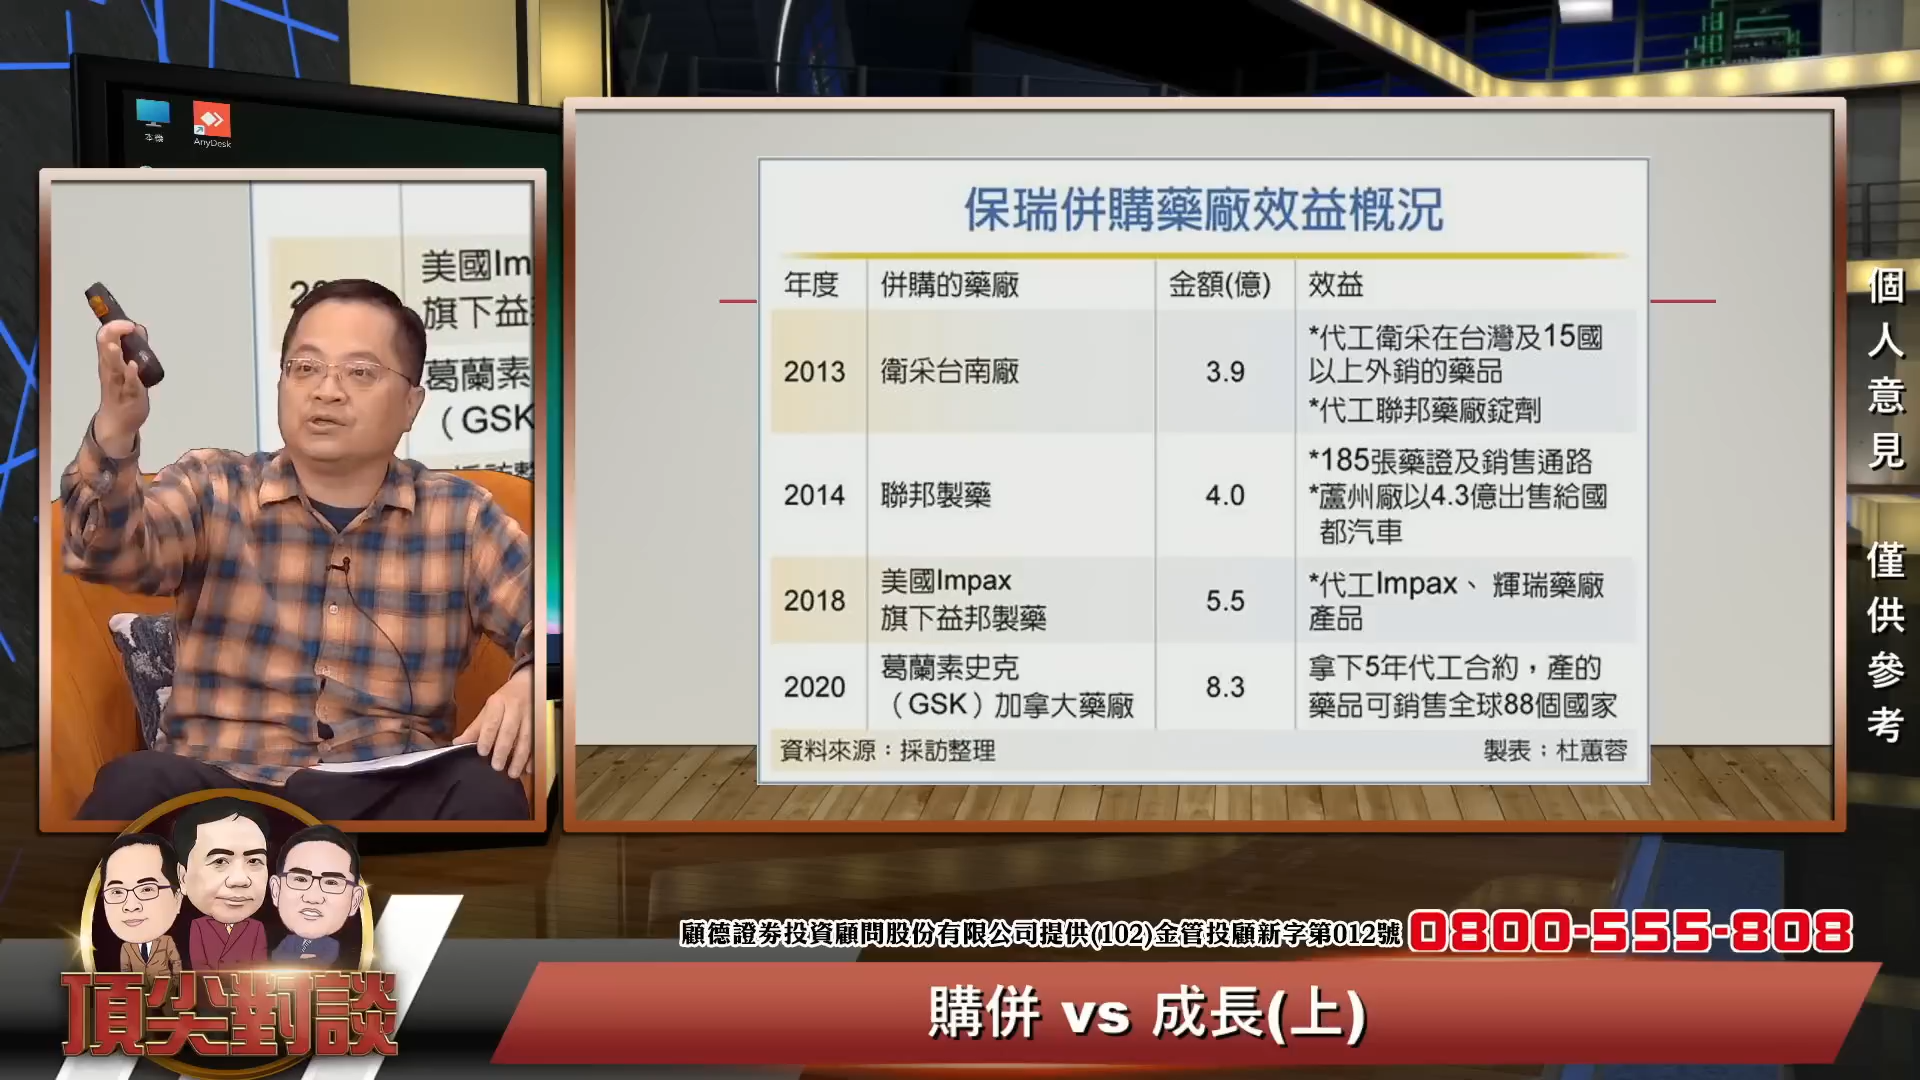 本機
AnyDesk
美國Im
旗下益
葛蘭素
（GSK
保瑞併購藥廠效益概況
年度 併購的藥廠 金額(億) 效益
2013 衛采台南廠 3.9 *代工衛采在台灣及15國
以上外銷的藥品
*代工聯邦藥廠錠劑
2014 聯邦製藥 4.0 *185張藥證及銷售通路
*蘆州廠以4.3億出售給國
都汽車
2018 美國Impax
旗下益邦製藥 5.5 *代工Impax、輝瑞藥廠
產品
2020 葛蘭素史克
（GSK）加拿大藥廠 8.3 拿下5年代工合約，產的
藥品可銷售全球88個國家
資料來源：採訪整理 製表：杜蕙蓉
個人意見 僅供參考
顧德證券投資顧問股份有限公司提供(102)金管投顧新字第012號 0800-555-808
頂尖對談
購併 vs 成長(上)